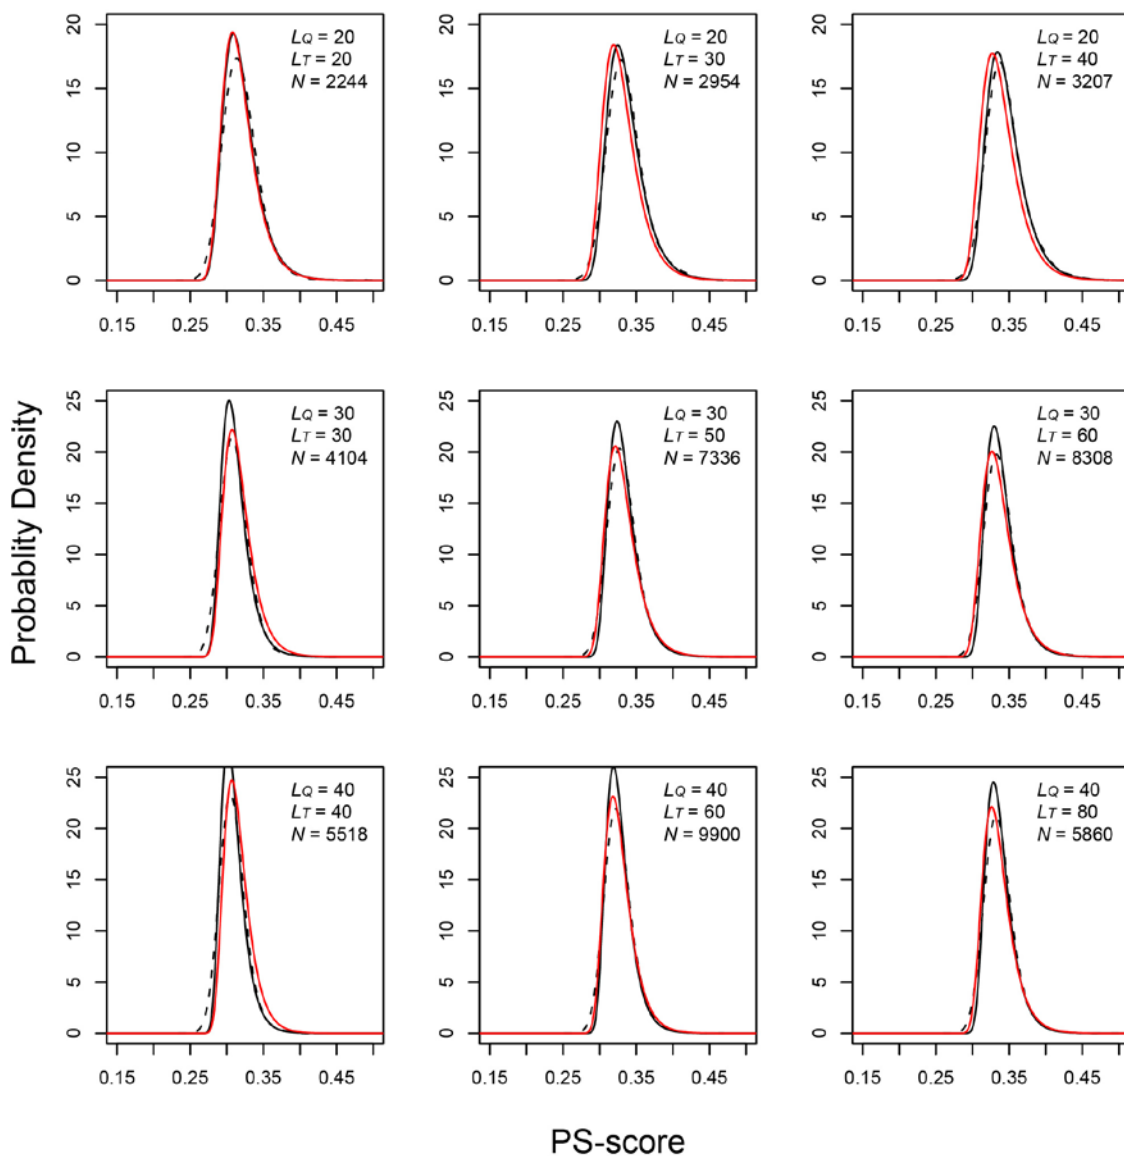 20
15
10
5
0
LQ = 20
LT = 20
N = 2244
0.15 0.25 0.35 0.45
20
15
10
5
0
LQ = 20
LT = 30
N = 2954
0.15 0.25 0.35 0.45
20
15
10
5
0
LQ = 20
LT = 40
N = 3207
0.15 0.25 0.35 0.45
Probablity Density
25
20
15
10
5
0
LQ = 30
LT = 30
N = 4104
0.15 0.25 0.35 0.45
25
20
15
10
5
0
LQ = 30
LT = 50
N = 7336
0.15 0.25 0.35 0.45
25
20
15
10
5
0
LQ = 30
LT = 60
N = 8308
0.15 0.25 0.35 0.45
25
20
15
10
5
0
LQ = 40
LT = 40
N = 5518
0.15 0.25 0.35 0.45
25
20
15
10
5
0
LQ = 40
LT = 60
N = 9900
0.15 0.25 0.35 0.45
25
20
15
10
5
0
LQ = 40
LT = 80
N = 5860
0.15 0.25 0.35 0.45
PS-score